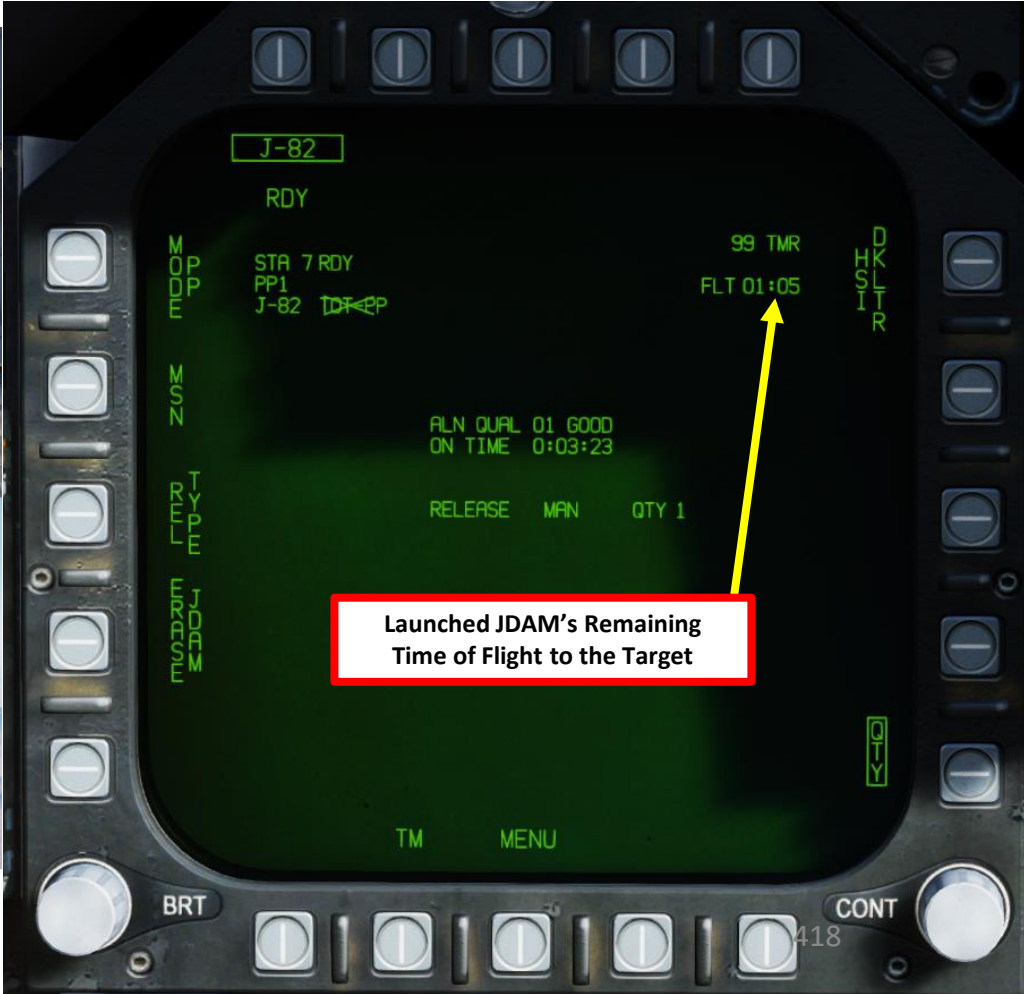 J-82
RDY
99 TMR
MODE
PP
STA 7 RDY
PP1
J-82
FLT 01:05
HSI
DKLTR
MSN
ALN QUAL 01 GOOD
ON TIME 0:03:23
REL
TYPE
RELEASE MAN QTY 1
ERASE
JDAM
Launched JDAM’s Remaining
Time of Flight to the Target
QTY
TM MENU
BRT
CONT
418